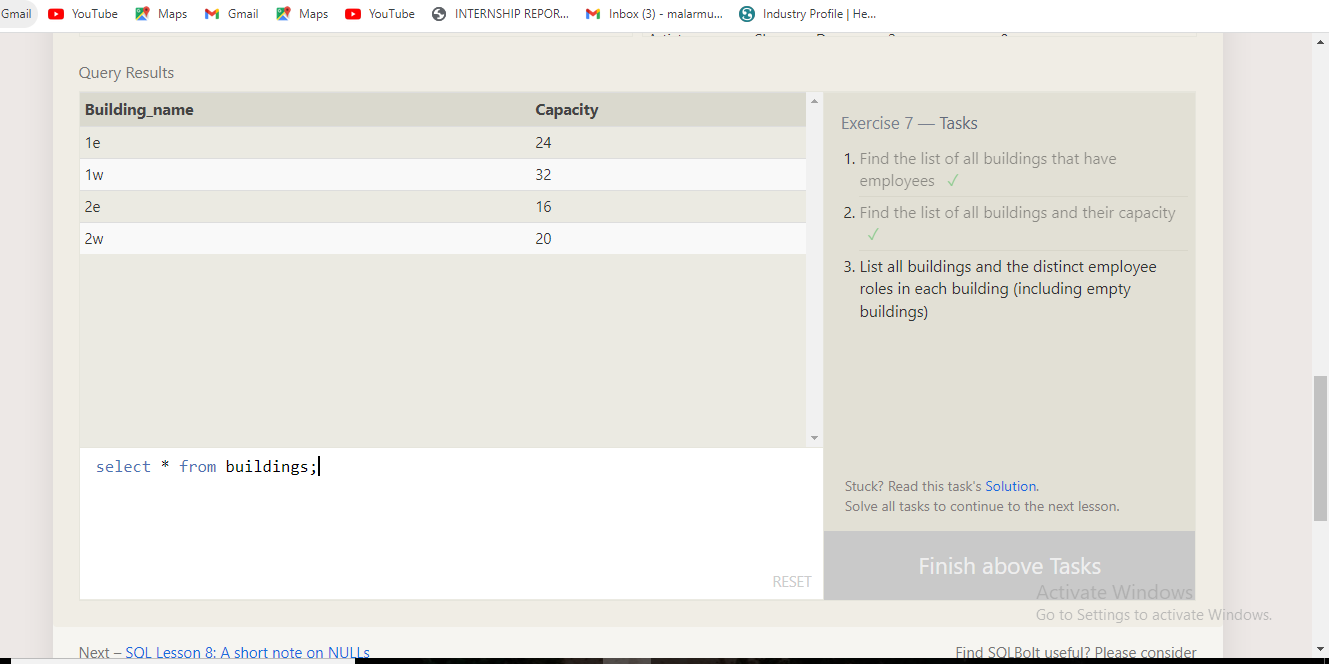 Gmail YouTube Maps Gmail Maps YouTube INTERNSHIP REPOR... Inbox (3) - malarmu... Industry Profile | He...
Query Results
Building_name Capacity
1e 24
1w 32
2e 16
2w 20
Exercise 7 — Tasks
1. Find the list of all buildings that have
employees ✓
2. Find the list of all buildings and their capacity
✓
3. List all buildings and the distinct employee
roles in each building (including empty
buildings)
select * from buildings;
Stuck? Read this task's Solution.
Solve all tasks to continue to the next lesson.
RESET
Finish above Tasks
Activate Windows
Go to Settings to activate Windows.
Next – SQL Lesson 8: A short note on NULLs
Find SQLBolt useful? Please consider